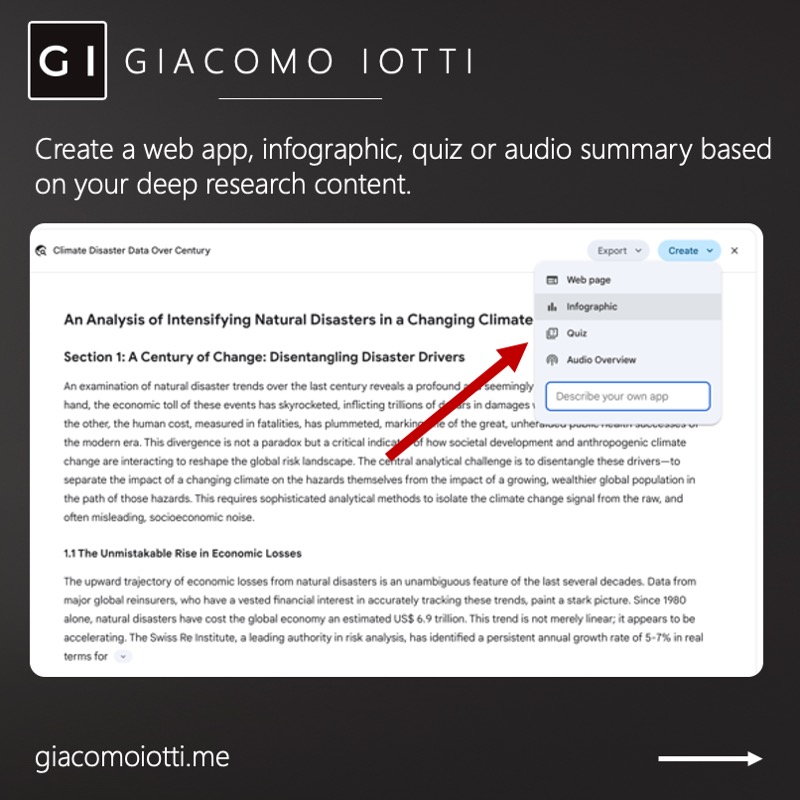 GI GIACOMO IOTTI
Create a web app, infographic, quiz or audio summary based
on your deep research content.
Climate Disaster Data Over Century
Export
Create
Web page
Infographic
Quiz
Audio Overview
Describe your own app
An Analysis of Intensifying Natural Disasters in a Changing Climate
Section 1: A Century of Change: Disentangling Disaster Drivers
An examination of natural disaster trends over the last century reveals a profound seemingly
hand, the economic toll of these events has skyrocketed, inflicting trillions of in damages
the other, the human cost, measured in fatalities, has plummeted, of the great, unheralded public health successes of
the modern era. This divergence is not a paradox but a critical of how societal development and anthropogenic climate
change are interacting to reshape the global risk landscape. The central analytical challenge is to disentangle these drivers—to
separate the impact of a changing climate on the hazards themselves from the impact of a growing, wealthier global population in
the path of those hazards. This requires sophisticated analytical methods to isolate the climate change signal from the raw, and
often misleading, socioeconomic noise.
1.1 The Unmistakable Rise in Economic Losses
The upward trajectory of economic losses from natural disasters is an unambiguous feature of the last several decades. Data from
major global reinsurers, who have a vested financial interest in accurately tracking these trends, paint a stark picture. Since 1980
alone, natural disasters have cost the global economy an estimated US$ 6.9 trillion. This trend is not merely linear; it appears to be
accelerating. The Swiss Re Institute, a leading authority in risk analysis, has identified a persistent annual growth rate of 5-7% in real
terms for
giacomoiotti.me